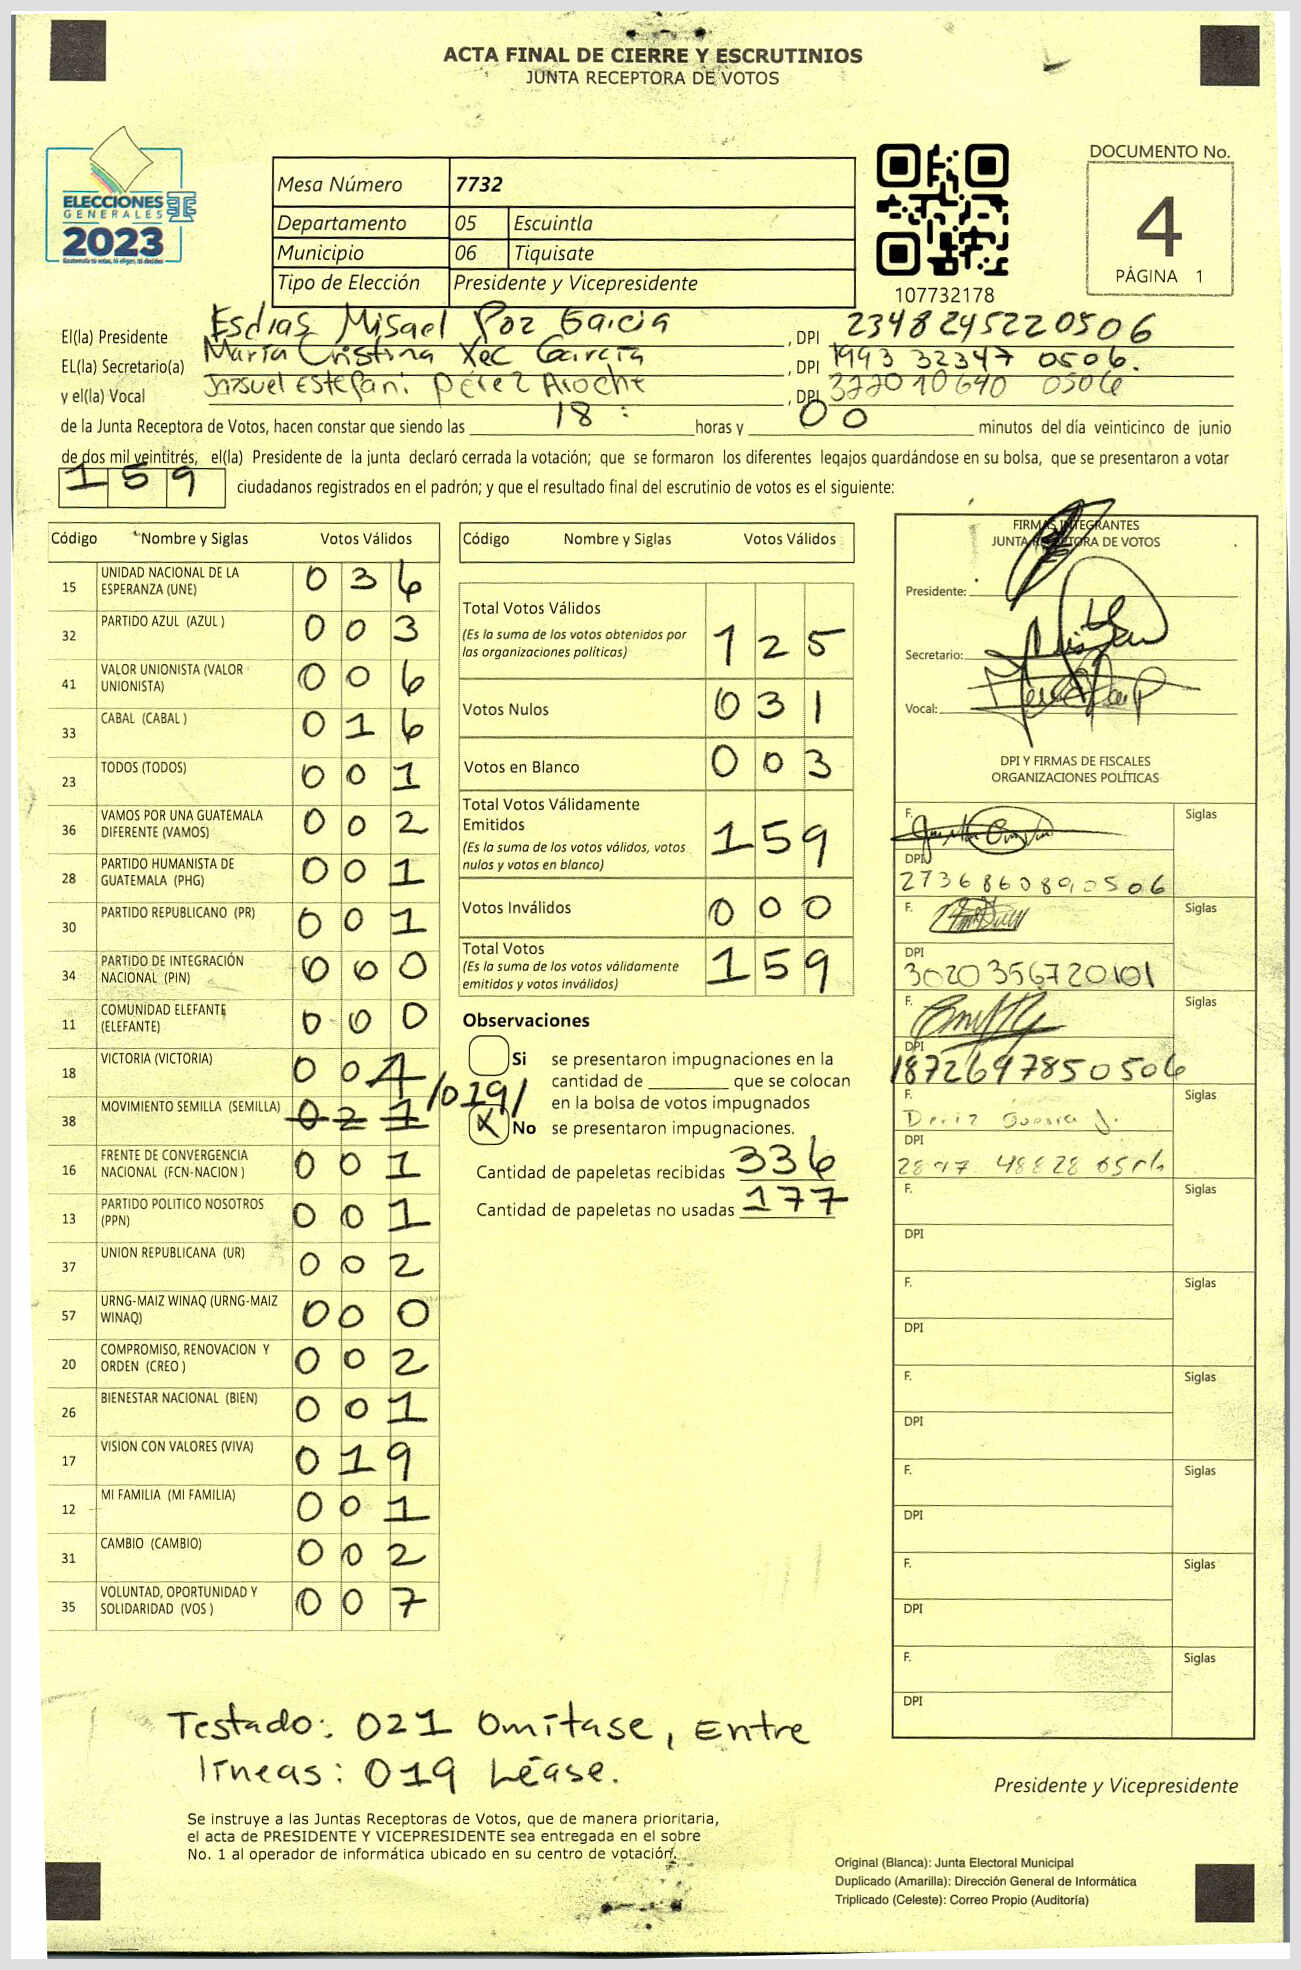 ACTA FINAL DE CIERRE Y ESCRUTINIOS
JUNTA RECEPTORA DE VOTOS
ELECCIONES
GENERALES
2023
Mesa Número 7732
Departamento 05 Escuintla
Municipio 06 Tiquisate
Tipo de Elección Presidente y Vicepresidente
107732178
DOCUMENTO No.
4
PÁGINA 1
El(la) Presidente Esdras Misael Poz Garcia, DPI 2348245220506
EL(la) Secretario(a) María Cristina Xec García, DPI 1993 32347 0506.
y el(la) Vocal Estefani Pérez Aroche, DPI 322010640 0506
de la Junta Receptora de Votos, hacen constar que siendo las 18: horas y 00 minutos del día veinticinco de junio
de dos mil veintitrés, el(la) Presidente de la junta declaró cerrada la votación; que se formaron los diferentes legajos quardándose en su bolsa, que se presentaron a votar
159 ciudadanos registrados en el padrón; y que el resultado final del escrutinio de votos es el siguiente:
Código Nombre y Siglas Votos Válidos
15 UNIDAD NACIONAL DE LA ESPERANZA (UNE) 036
32 PARTIDO AZUL (AZUL ) 003
41 VALOR UNIONISTA (VALOR UNIONISTA) 006
33 CABAL (CABAL ) 016
23 TODOS (TODOS) 001
36 VAMOS POR UNA GUATEMALA DIFERENTE (VAMOS) 002
28 PARTIDO HUMANISTA DE GUATEMALA (PHG) 001
30 PARTIDO REPUBLICANO (PR) 001
34 PARTIDO DE INTEGRACIÓN NACIONAL (PIN) 000
11 COMUNIDAD ELEFANTE (ELEFANTE) 000
18 VICTORIA (VICTORIA) 004
38 MOVIMIENTO SEMILLA (SEMILLA) 021 /019/
16 FRENTE DE CONVERGENCIA NACIONAL (FCN-NACION ) 001
13 PARTIDO POLITICO NOSOTROS (PPN) 001
37 UNION REPUBLICANA (UR) 002
57 URNG-MAIZ WINAQ (URNG-MAIZ WINAQ) 000
20 COMPROMISO, RENOVACION Y ORDEN (CREO ) 002
26 BIENESTAR NACIONAL (BIEN) 001
17 VISION CON VALORES (VIVA) 019
12 MI FAMILIA (MI FAMILIA) 001
31 CAMBIO (CAMBIO) 002
35 VOLUNTAD, OPORTUNIDAD Y SOLIDARIDAD (VOS ) 007
Código Nombre y Siglas Votos Válidos
Total Votos Válidos 125
(Es la suma de los votos obtenidos por
las organizaciones políticas)
Votos Nulos 031
Votos en Blanco 003
Total Votos Válidamente
Emitidos 159
(Es la suma de los votos válidos, votos
nulos y votos en blanco)
Votos Inválidos 000
Total Votos 159
(Es la suma de los votos válidamente
emitidos y votos inválidos)
Observaciones
Si se presentaron impugnaciones en la
cantidad de ________ que se colocan
en la bolsa de votos impugnados
X No se presentaron impugnaciones.
Cantidad de papeletas recibidas 336
Cantidad de papeletas no usadas 177
FIRMAS INTEGRANTES
JUNTA RECEPTORA DE VOTOS
Presidente:
Secretario:
Vocal:
DPI Y FIRMAS DE FISCALES
ORGANIZACIONES POLÍTICAS
F. Siglas
DPI
2736860890506
F. Siglas
DPI
3020356720101
F. Siglas
DPI
1872697850506
F. Siglas
DPI
2897 48828 0506
F. Siglas
DPI
F. Siglas
DPI
F. Siglas
DPI
F. Siglas
DPI
F. Siglas
DPI
F. Siglas
DPI
Testado: 021 Omítase, Entre
líneas: 019 Léase.
Presidente y Vicepresidente
Se instruye a las Juntas Receptoras de Votos, que de manera prioritaria,
el acta de PRESIDENTE Y VICEPRESIDENTE sea entregada en el sobre
No. 1 al operador de informática ubicado en su centro de votación.
Original (Blanca): Junta Electoral Municipal
Duplicado (Amarilla): Dirección General de Informática
Triplicado (Celeste): Correo Propio (Auditoría)